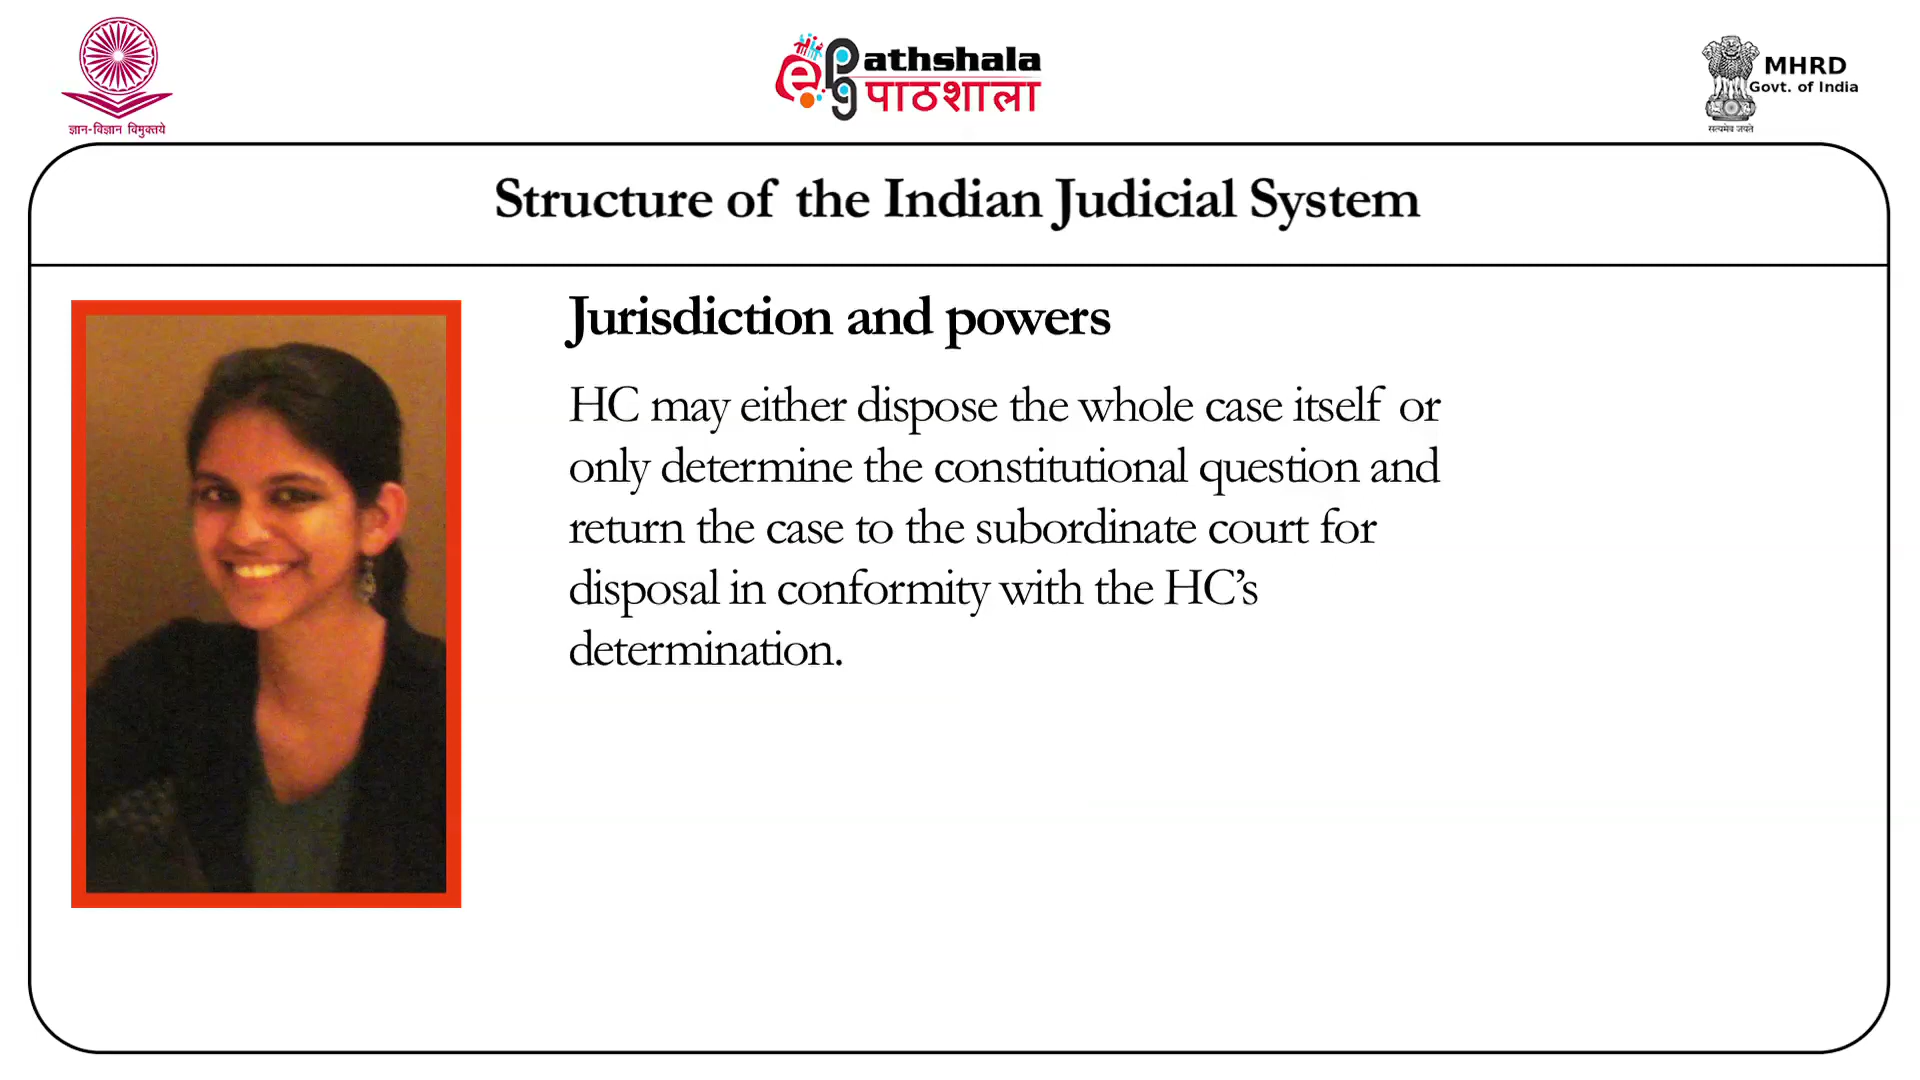 ज्ञान-विज्ञान विमुक्तये
e Pg Pathshala
पाठशाला
MHRD
Govt. of India
सत्यमेव जयते
Structure of the Indian Judicial System
Jurisdiction and powers
HC may either dispose the whole case itself or
only determine the constitutional question and
return the case to the subordinate court for
disposal in conformity with the HC’s
determination.